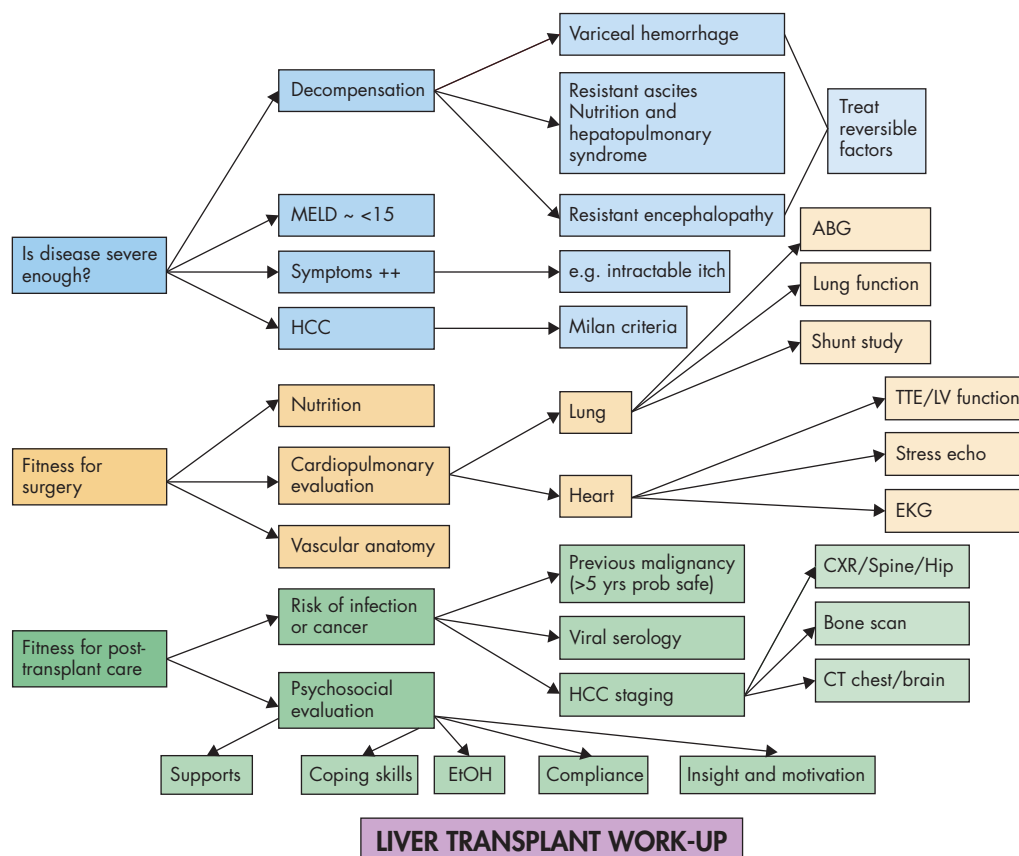 Variceal hemorrhage
Decompensation
Resistant ascites
Nutrition and
hepatopulmonary
syndrome
Treat
reversible
factors
MELD ~ <15
Resistant encephalopathy
Is disease severe
enough?
Symptoms ++
e.g. intractable itch
HCC
Milan criteria
ABG
Lung function
Shunt study
Nutrition
Lung
TTE/LV function
Fitness for
surgery
Cardiopulmonary
evaluation
Heart
Stress echo
EKG
Vascular anatomy
Previous malignancy
(>5 yrs prob safe)
CXR/Spine/Hip
Risk of infection
or cancer
Viral serology
Bone scan
Fitness for post-
transplant care
Psychosocial
evaluation
HCC staging
CT chest/brain
Supports
Coping skills
EtOH
Compliance
Insight and motivation
LIVER TRANSPLANT WORK-UP